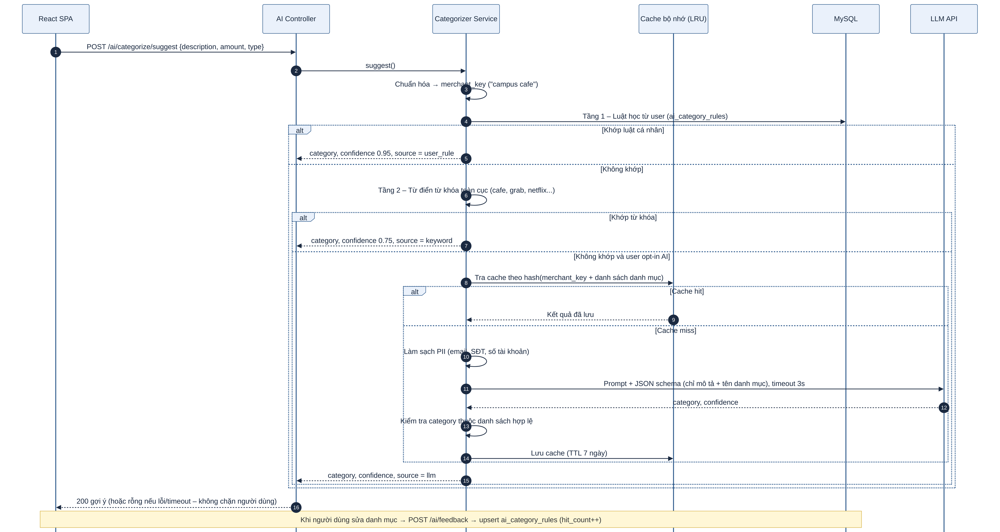 React SPA
AI Controller
Categorizer Service
Cache bộ nhớ (LRU)
MySQL
LLM API
1
POST /ai/categorize/suggest {description, amount, type}
2
suggest()
Chuẩn hóa → merchant_key ("campus cafe")
3
4
Tầng 1 – Luật học từ user (ai_category_rules)
alt
[Khớp luật cá nhân]
category, confidence 0.95, source = user_rule
5
[Không khớp]
Tầng 2 – Từ điển từ khóa toàn cục (cafe, grab, netflix...)
6
alt
[Khớp từ khóa]
category, confidence 0.75, source = keyword
7
[Không khớp và user opt-in AI]
8
Tra cache theo hash(merchant_key + danh sách danh mục)
alt
[Cache hit]
Kết quả đã lưu
9
[Cache miss]
Làm sạch PII (email, SĐT, số tài khoản)
10
11
Prompt + JSON schema (chỉ mô tả + tên danh mục), timeout 3s
category, confidence
12
Kiểm tra category thuộc danh sách hợp lệ
13
14
Lưu cache (TTL 7 ngày)
category, confidence, source = llm
15
200 gợi ý (hoặc rỗng nếu lỗi/timeout – không chặn người dùng)
16
Khi người dùng sửa danh mục → POST /ai/feedback → upsert ai_category_rules (hit_count++)